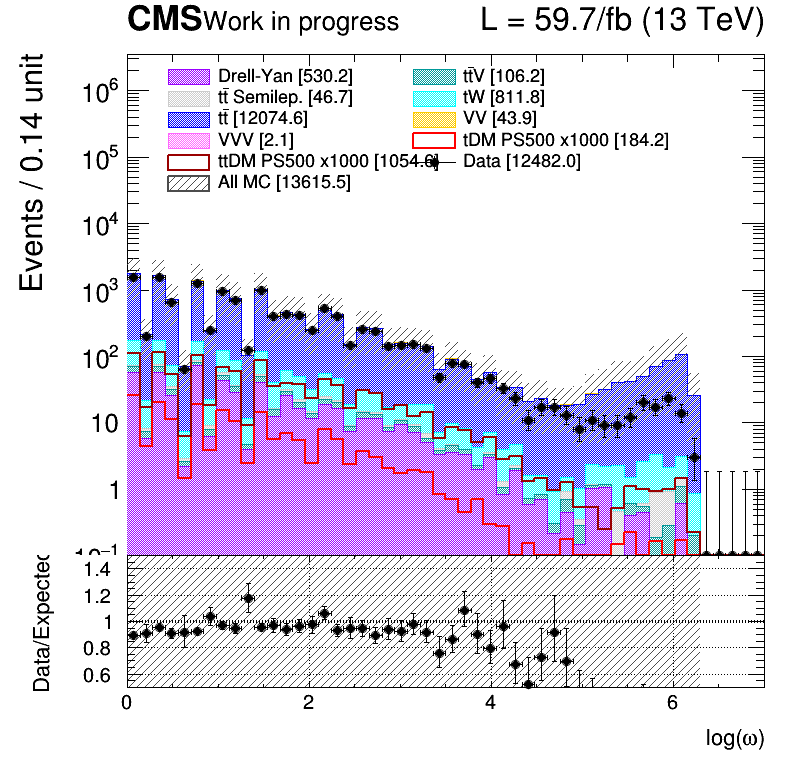 CMS Work in progress L = 59.7/fb (13 TeV)
Events / 0.14 unit
Drell-Yan [530.2] tt̄V [106.2]
tt̄ Semilep. [46.7] tW [811.8]
tt̄ [12074.6] VV [43.9]
VVV [2.1] tDM PS500 x1000 [184.2]
ttDM PS500 x1000 [1054.6] Data [12482.0]
All MC [13615.5]
10⁶
10⁵
10⁴
10³
10²
10
1
10⁻¹
Data/Expected
1.4
1.2
1
0.8
0.6
0 2 4 6
log(ω)